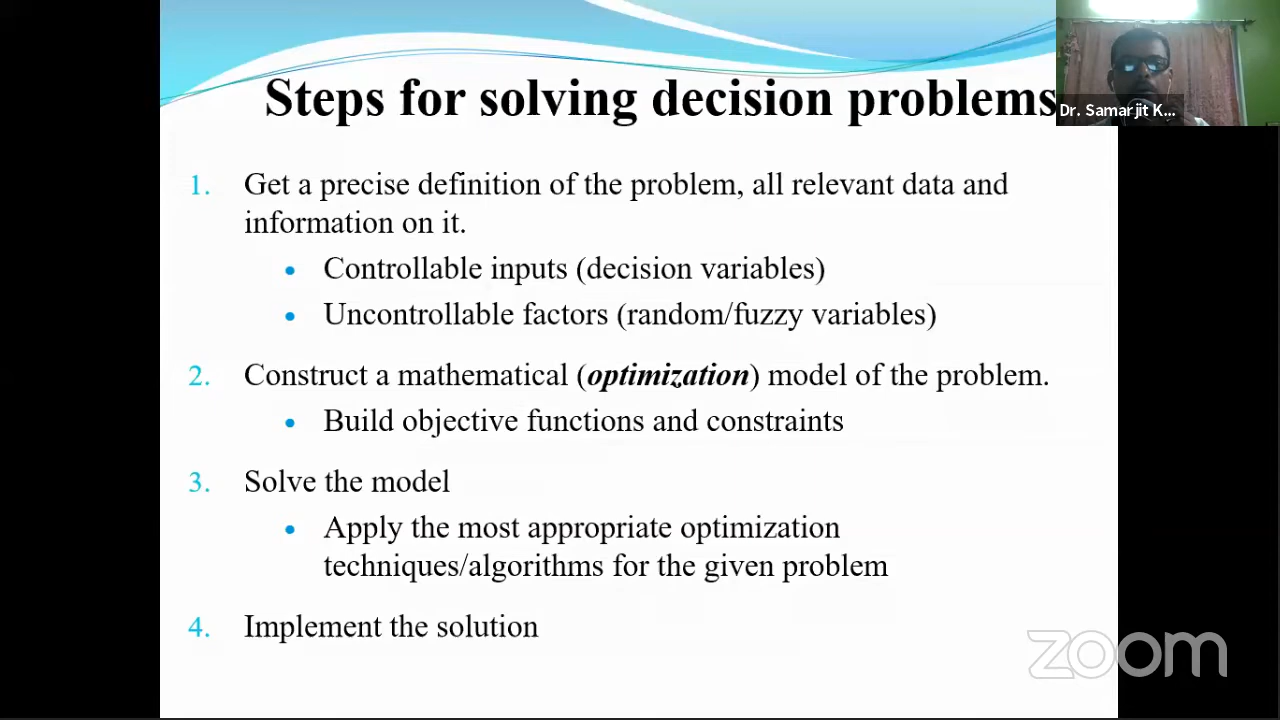 Steps for solving decision problems
Dr. Samarjit K...
1. Get a precise definition of the problem, all relevant data and
information on it.
• Controllable inputs (decision variables)
• Uncontrollable factors (random/fuzzy variables)
2. Construct a mathematical (optimization) model of the problem.
• Build objective functions and constraints
3. Solve the model
• Apply the most appropriate optimization
techniques/algorithms for the given problem
4. Implement the solution
zoom